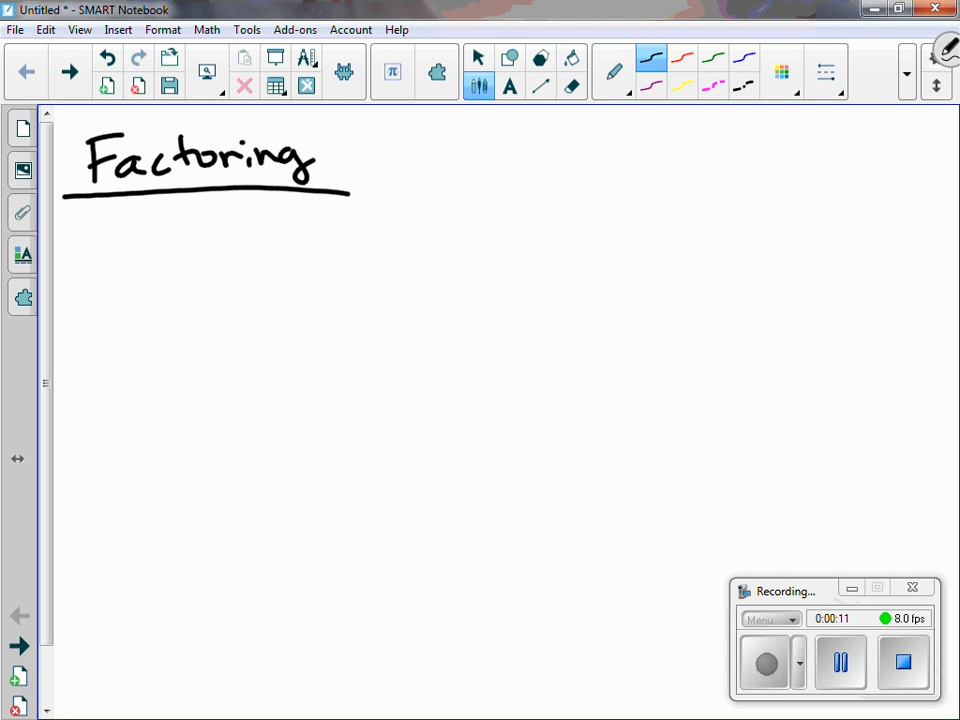 Untitled * - SMART Notebook
File Edit View Insert Format Math Tools Add-ons Account Help
π
A
A
Factoring
Recording...
Menu 0:00:11 8.0 fps